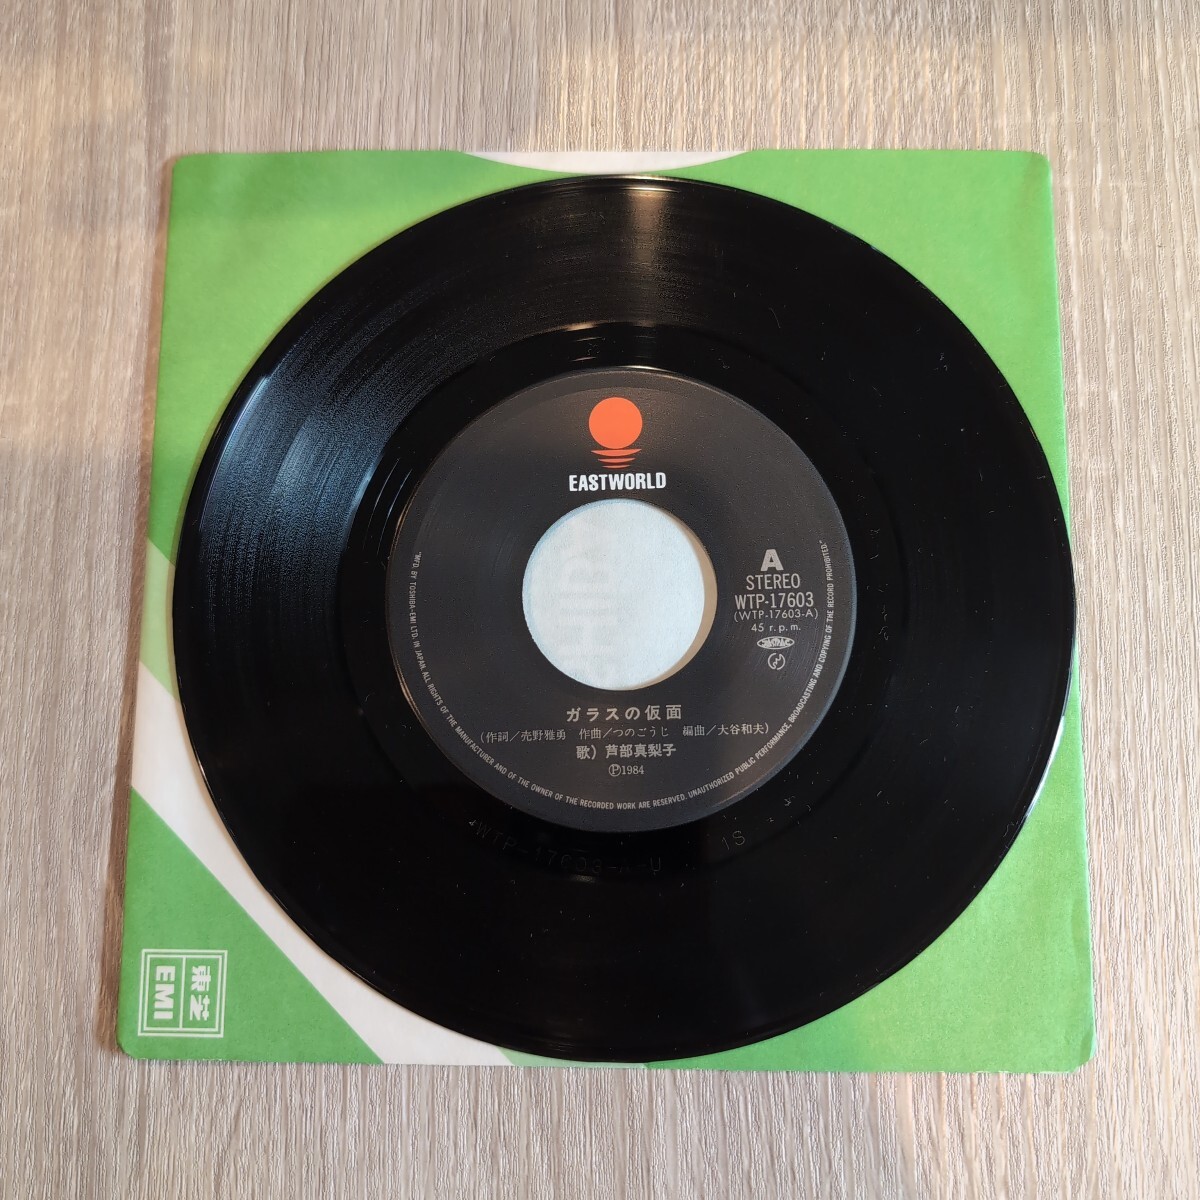 EASTWORLD
A
STEREO
WTP-17603
(WTP-17603-A)
45 r.p.m.
JASRAC
ガラスの仮面
(作詞/売野雅勇 作曲/つのごうじ 編曲/大谷和夫)
歌) 芦部真梨子
Ⓟ1984
"MFD. BY TOSHIBA-EMI LTD. IN JAPAN. ALL RIGHTS OF THE MANUFACTURER AND OF THE OWNER OF THE RECORDED WORK ARE RESERVED. UNAUTHORIZED PUBLIC PERFORMANCE, BROADCASTING AND COPYING OF THE RECORD PROHIBITED."
1S
東芝
EMI